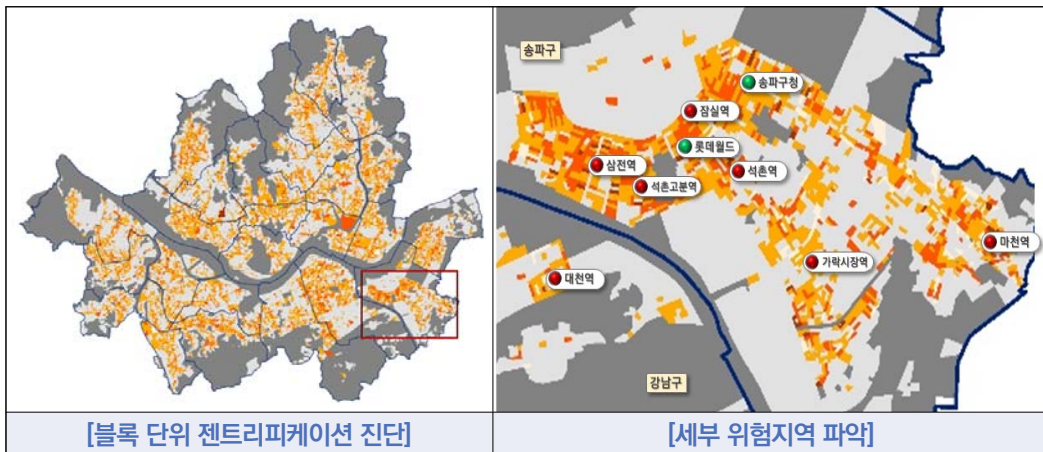 송파구
송파구청
잠실역
롯데월드
삼전역
석촌역
석촌고분역
마천역
가락시장역
대천역
강남구
[블록 단위 젠트리피케이션 진단]
[세부 위험지역 파악]